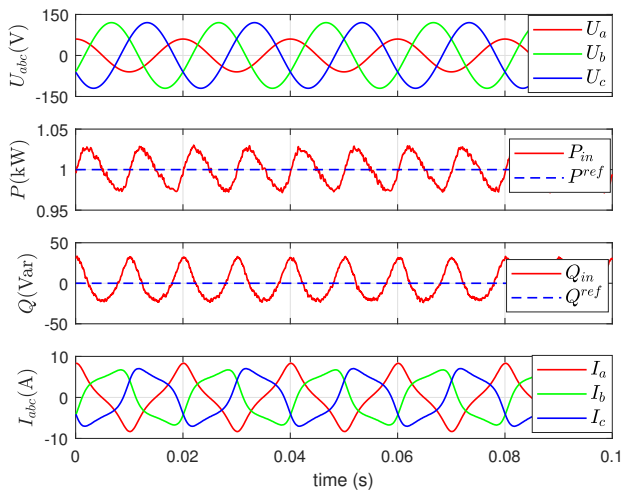 150
0
-150
U_abc(V)
U_a
U_b
U_c
1.05
1
0.95
P(kW)
P_in
P^ref
50
0
-50
Q(Var)
Q_in
Q^ref
10
0
-10
I_abc(A)
I_a
I_b
I_c
0
0.02
0.04
0.06
0.08
0.1
time (s)